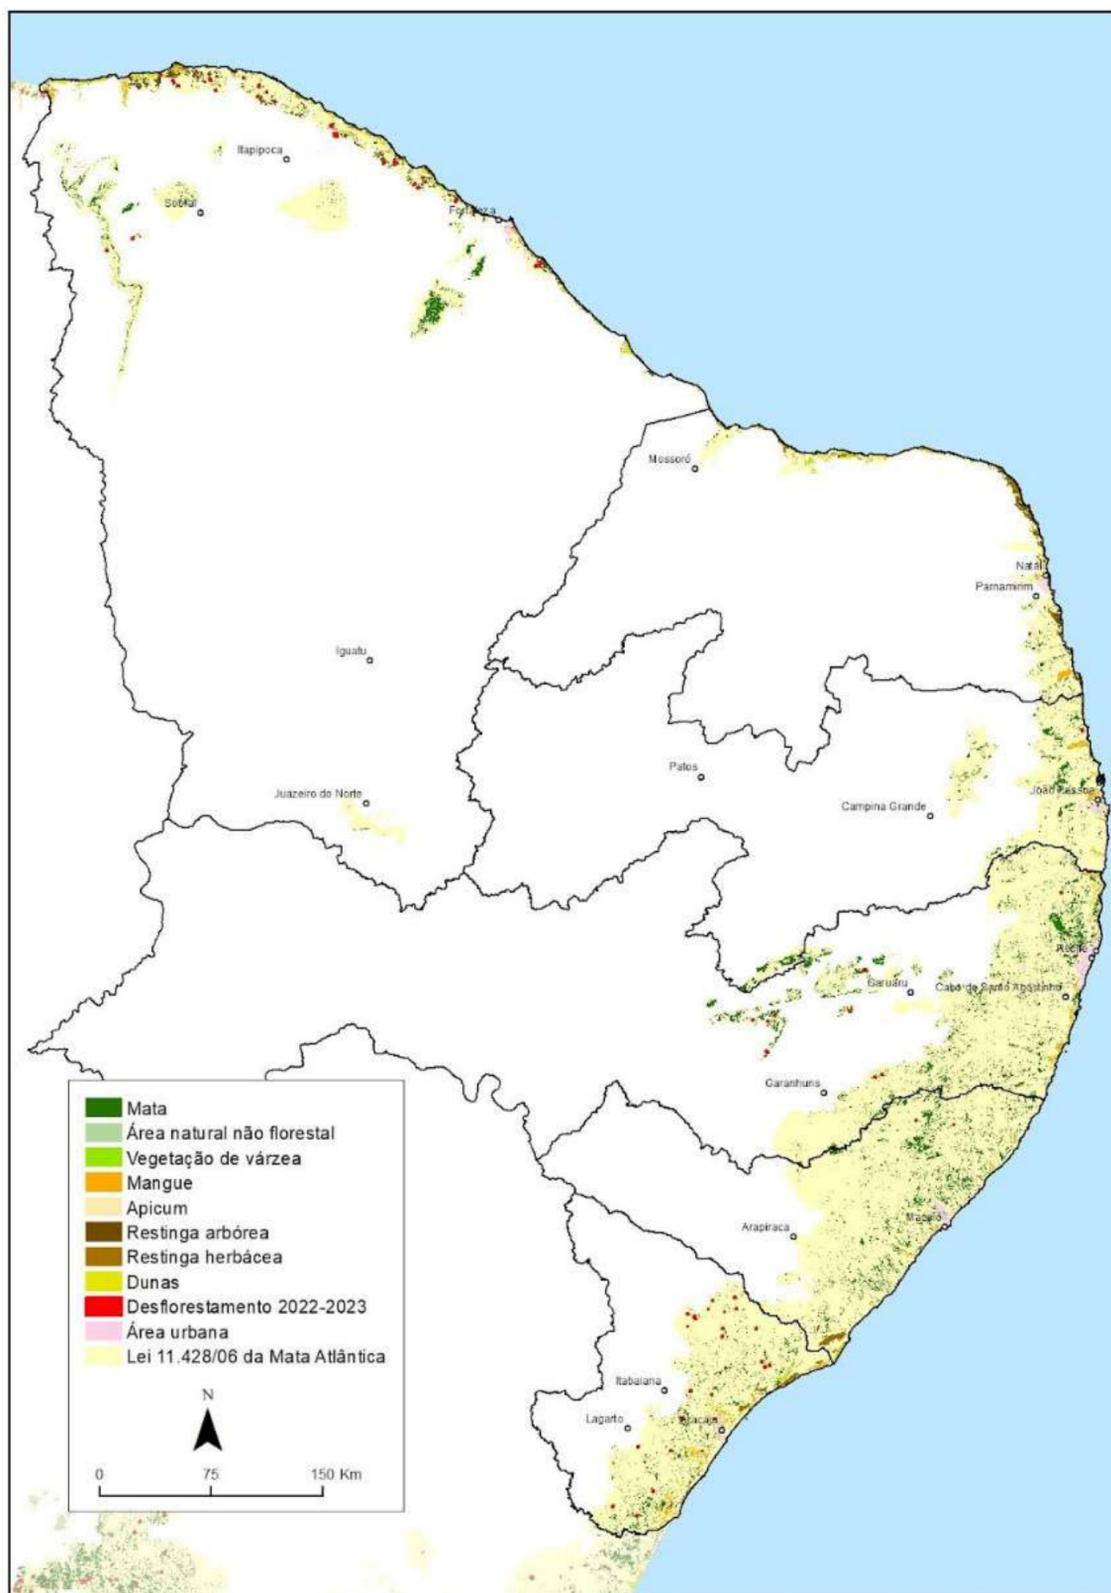 Itapipoca
Sobral
Fortaleza
Mossoró
Natal
Parnamirim
Iguatu
Patos
Juazeiro do Norte
João Pessoa
Campina Grande
Recife
Caruaru
Cabo de Santo Agostinho
Garanhuns
Mata
Área natural não florestal
Vegetação de várzea
Mangue
Apicum
Restinga arbórea
Restinga herbácea
Dunas
Desflorestamento 2022-2023
Área urbana
Lei 11.428/06 da Mata Atlântica
N
0 75 150 Km
Maceió
Arapiraca
Itabaiana
Lagarto
Aracaju